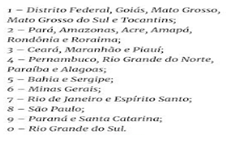 1 – Distrito Federal, Goiás, Mato Grosso,
Mato Grosso do Sul e Tocantins;
2 – Pará, Amazonas, Acre, Amapá,
Rondônia e Roraima;
3 – Ceará, Maranhão e Piauí;
4 – Pernambuco, Rio Grande do Norte,
Paraíba e Alagoas;
5 – Bahia e Sergipe;
6 – Minas Gerais;
7 – Rio de Janeiro e Espírito Santo;
8 – São Paulo;
9 – Paraná e Santa Catarina;
0 – Rio Grande do Sul.